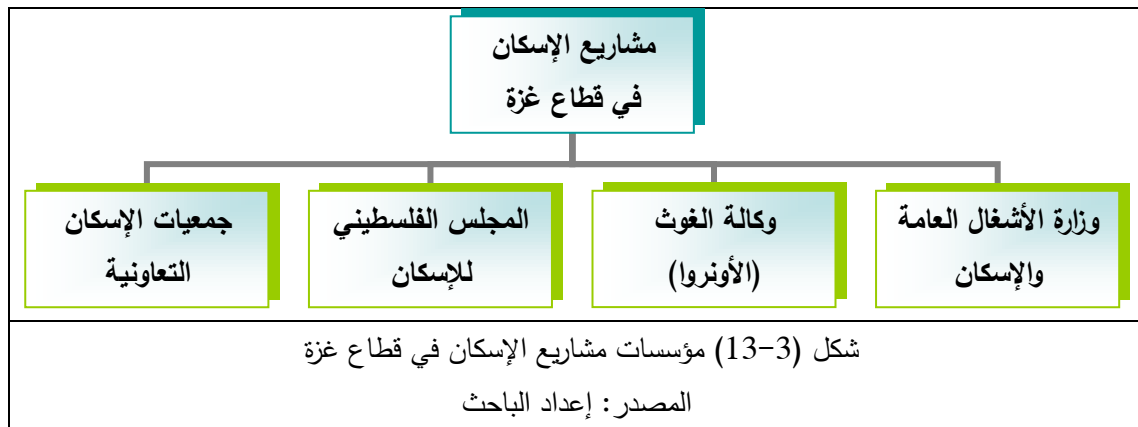 مشاريع الإسكان
في قطاع غزة
وزارة الأشغال العامة
والإسكان
وكالة الغوث
(الأونروا)
المجلس الفلسطيني
للإسكان
جمعيات الإسكان
التعاونية
شكل (3-13) مؤسسات مشاريع الإسكان في قطاع غزة
المصدر: إعداد الباحث